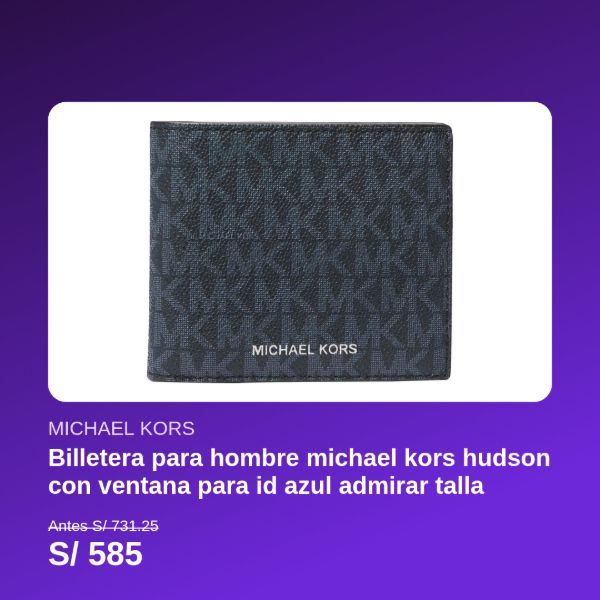 MICHAEL KORS
MICHAEL KORS
Billetera para hombre michael kors hudson
con ventana para id azul admirar talla
Antes S/ 731.25
S/ 585